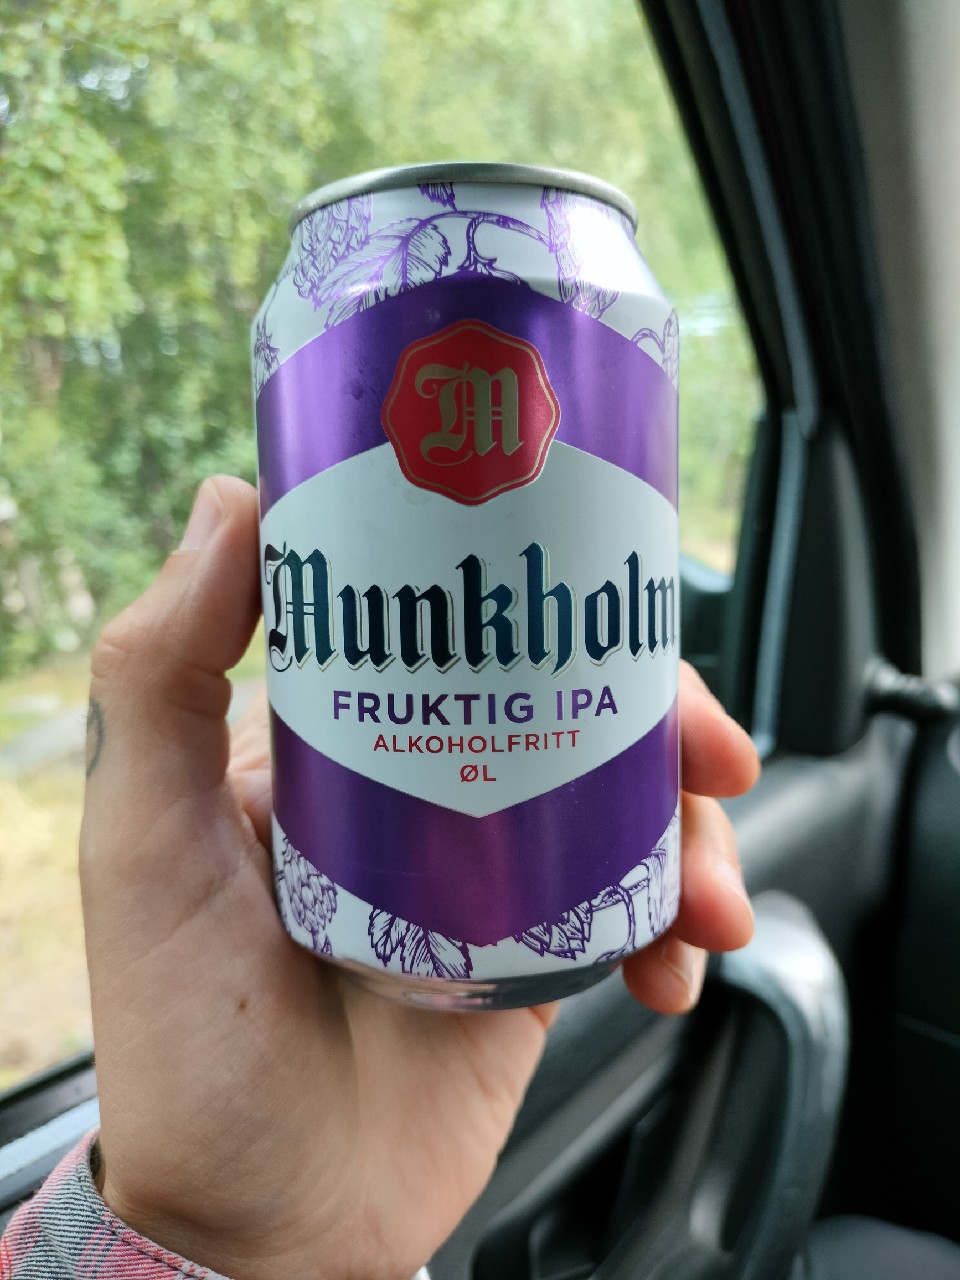 M
Munkholm
FRUKTIG IPA
ALKOHOLFRITT
ØL